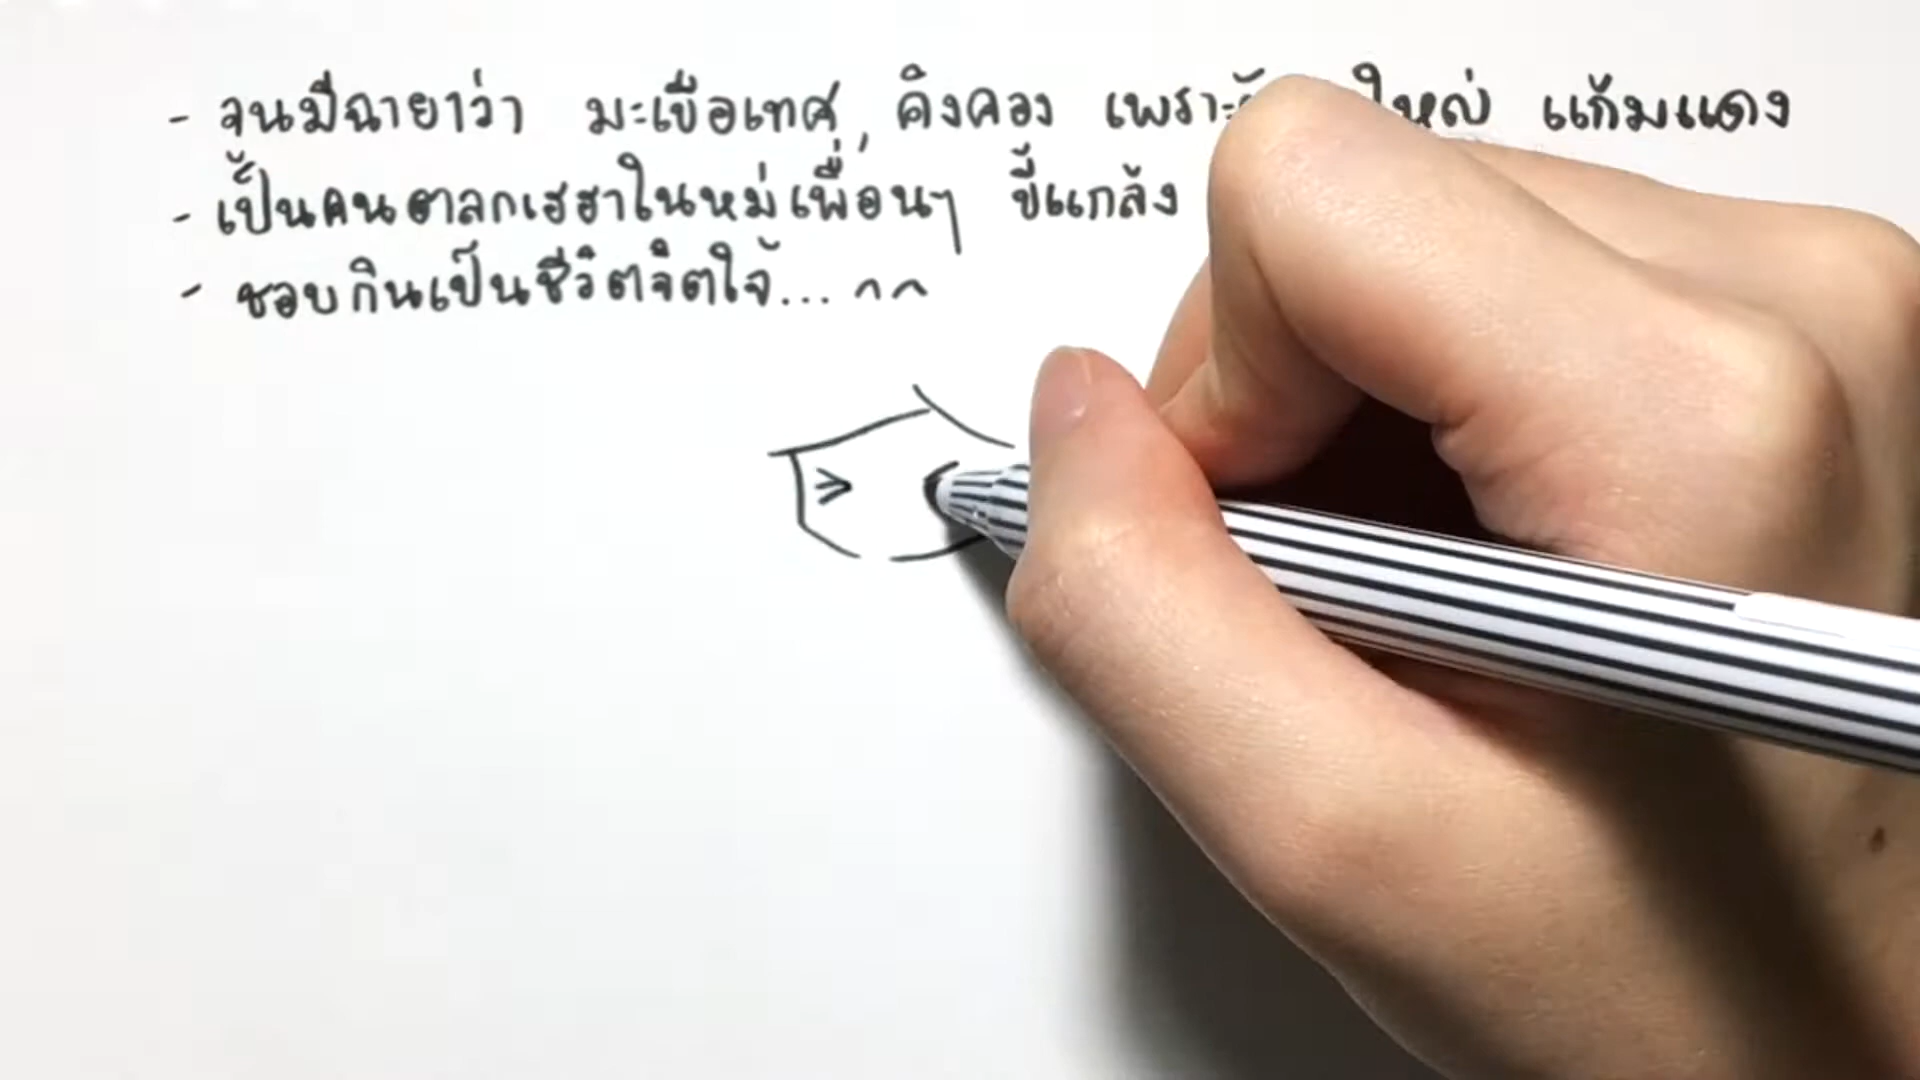 - จนมีฉายาว่า มะเขือเทศ, คิงคอง เพราะ ใหญ่ แก้มแดง
- เป็นคนตลกเฮฮาในหมู่เพื่อนๆ ขี้แกล้ง
- ชอบกินเป็นชีวิตจิตใจ้... ^^